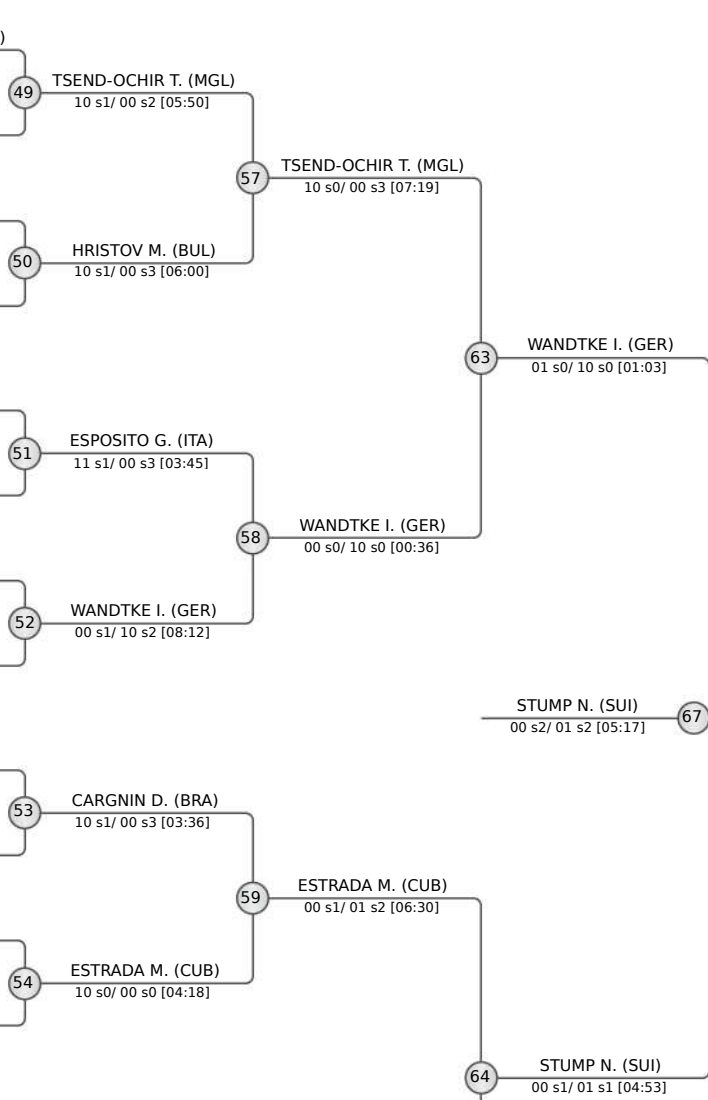 )
49
TSEND-OCHIR T. (MGL)
10 s1/ 00 s2 [05:50]
57
TSEND-OCHIR T. (MGL)
10 s0/ 00 s3 [07:19]
50
HRISTOV M. (BUL)
10 s1/ 00 s3 [06:00]
63
WANDTKE I. (GER)
01 s0/ 10 s0 [01:03]
51
ESPOSITO G. (ITA)
11 s1/ 00 s3 [03:45]
58
WANDTKE I. (GER)
00 s0/ 10 s0 [00:36]
52
WANDTKE I. (GER)
00 s1/ 10 s2 [08:12]
STUMP N. (SUI)
00 s2/ 01 s2 [05:17]
67
53
CARGNIN D. (BRA)
10 s1/ 00 s3 [03:36]
59
ESTRADA M. (CUB)
00 s1/ 01 s2 [06:30]
54
ESTRADA M. (CUB)
10 s0/ 00 s0 [04:18]
64
STUMP N. (SUI)
00 s1/ 01 s1 [04:53]